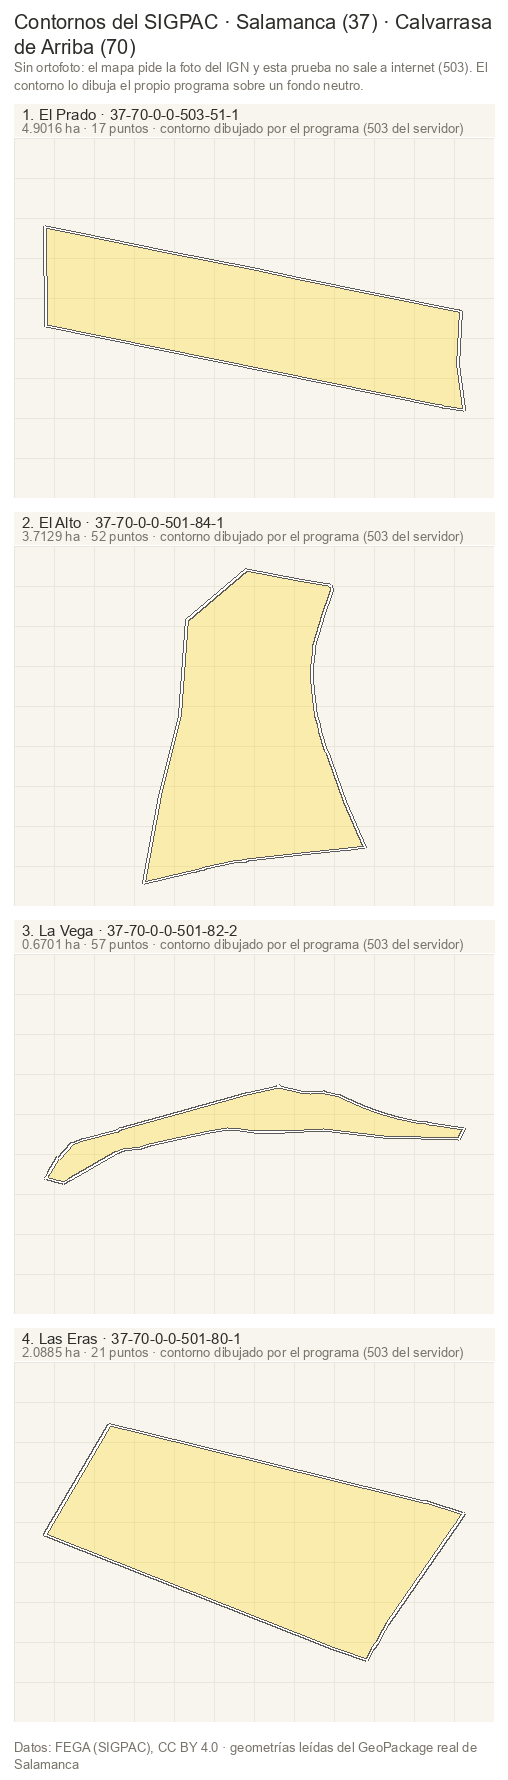 Contornos del SIGPAC · Salamanca (37) · Calvarrasa
de Arriba (70)
Sin ortofoto: el mapa pide la foto del IGN y esta prueba no sale a internet (503). El
contorno lo dibuja el propio programa sobre un fondo neutro.
1. El Prado · 37-70-0-0-503-51-1
4.9016 ha · 17 puntos · contorno dibujado por el programa (503 del servidor)
2. El Alto · 37-70-0-0-501-84-1
3.7129 ha · 52 puntos · contorno dibujado por el programa (503 del servidor)
3. La Vega · 37-70-0-0-501-82-2
0.6701 ha · 57 puntos · contorno dibujado por el programa (503 del servidor)
4. Las Eras · 37-70-0-0-501-80-1
2.0885 ha · 21 puntos · contorno dibujado por el programa (503 del servidor)
Datos: FEGA (SIGPAC), CC BY 4.0 · geometrías leídas del GeoPackage real de
Salamanca